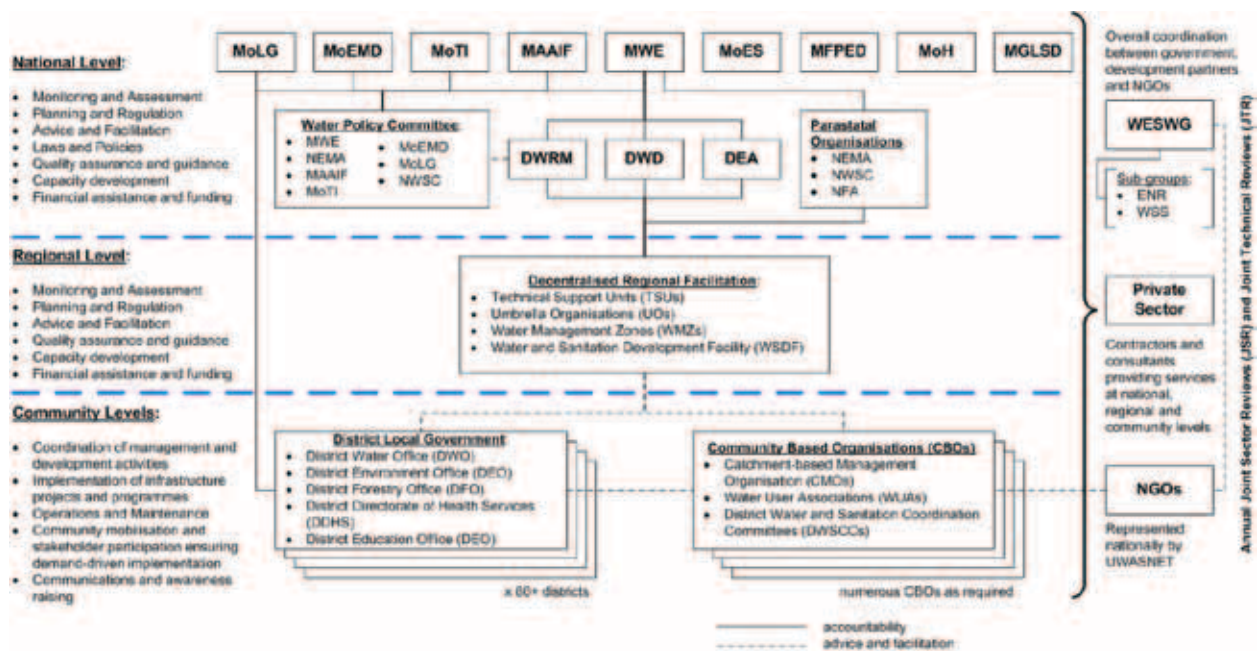 MoLG
MoEMD
MoTI
MAAIF
MWE
MoES
MFPED
MoH
MGLSD
National Level:
• Monitoring and Assessment
• Planning and Regulation
• Advice and Facilitation
• Laws and Policies
• Quality assurance and guidance
• Capacity development
• Financial assistance and funding
Water Policy Committee:
• MWE
• NEMA
• MAAIF
• MoTI
• MoEMD
• MoLG
• NWSC
DWRM
DWD
DEA
Parastatal
Organisations
• NEMA
• NWSC
• NFA
Regional Level:
• Monitoring and Assessment
• Planning and Regulation
• Advice and Facilitation
• Quality assurance and guidance
• Capacity development
• Financial assistance and funding
Decentralised Regional Facilitation
• Technical Support Units (TSUs)
• Umbrella Organisations (UOs)
• Water Management Zones (WMZs)
• Water and Sanitation Development Facility (WSDF)
Community Levels:
• Coordination of management and
development activities
• Implementation of infrastructure
projects and programmes
• Operations and Maintenance
• Community mobilisation and
stakeholder participation ensuring
demand-driven implementation
• Communications and awareness
raising
District Local Government
• District Water Office (DWO)
• District Environment Office (DEO)
• District Forestry Office (DFO)
• District Directorate of Health Services
(DDHS)
• District Education Office (DEO)
x 80+ districts
Community Based Organisations (CBOs)
• Catchment-based Management
Organisation (CMOs)
• Water User Associations (WUAs)
• District Water and Sanitation Coordination
Committees (DWSCCs)
numerous CBOs as required
accountability
advice and facilitation
Overall coordination
between government,
development partners
and NGOs
WESWG
Sub-groups:
• ENR
• WSS
Private
Sector
Contractors and
consultants
providing services
at national,
regional and
community levels
NGOs
Represented
nationally by
UWASNET
Annual Joint Sector Reviews (JSR) and Joint Technical Reviews (JTR)